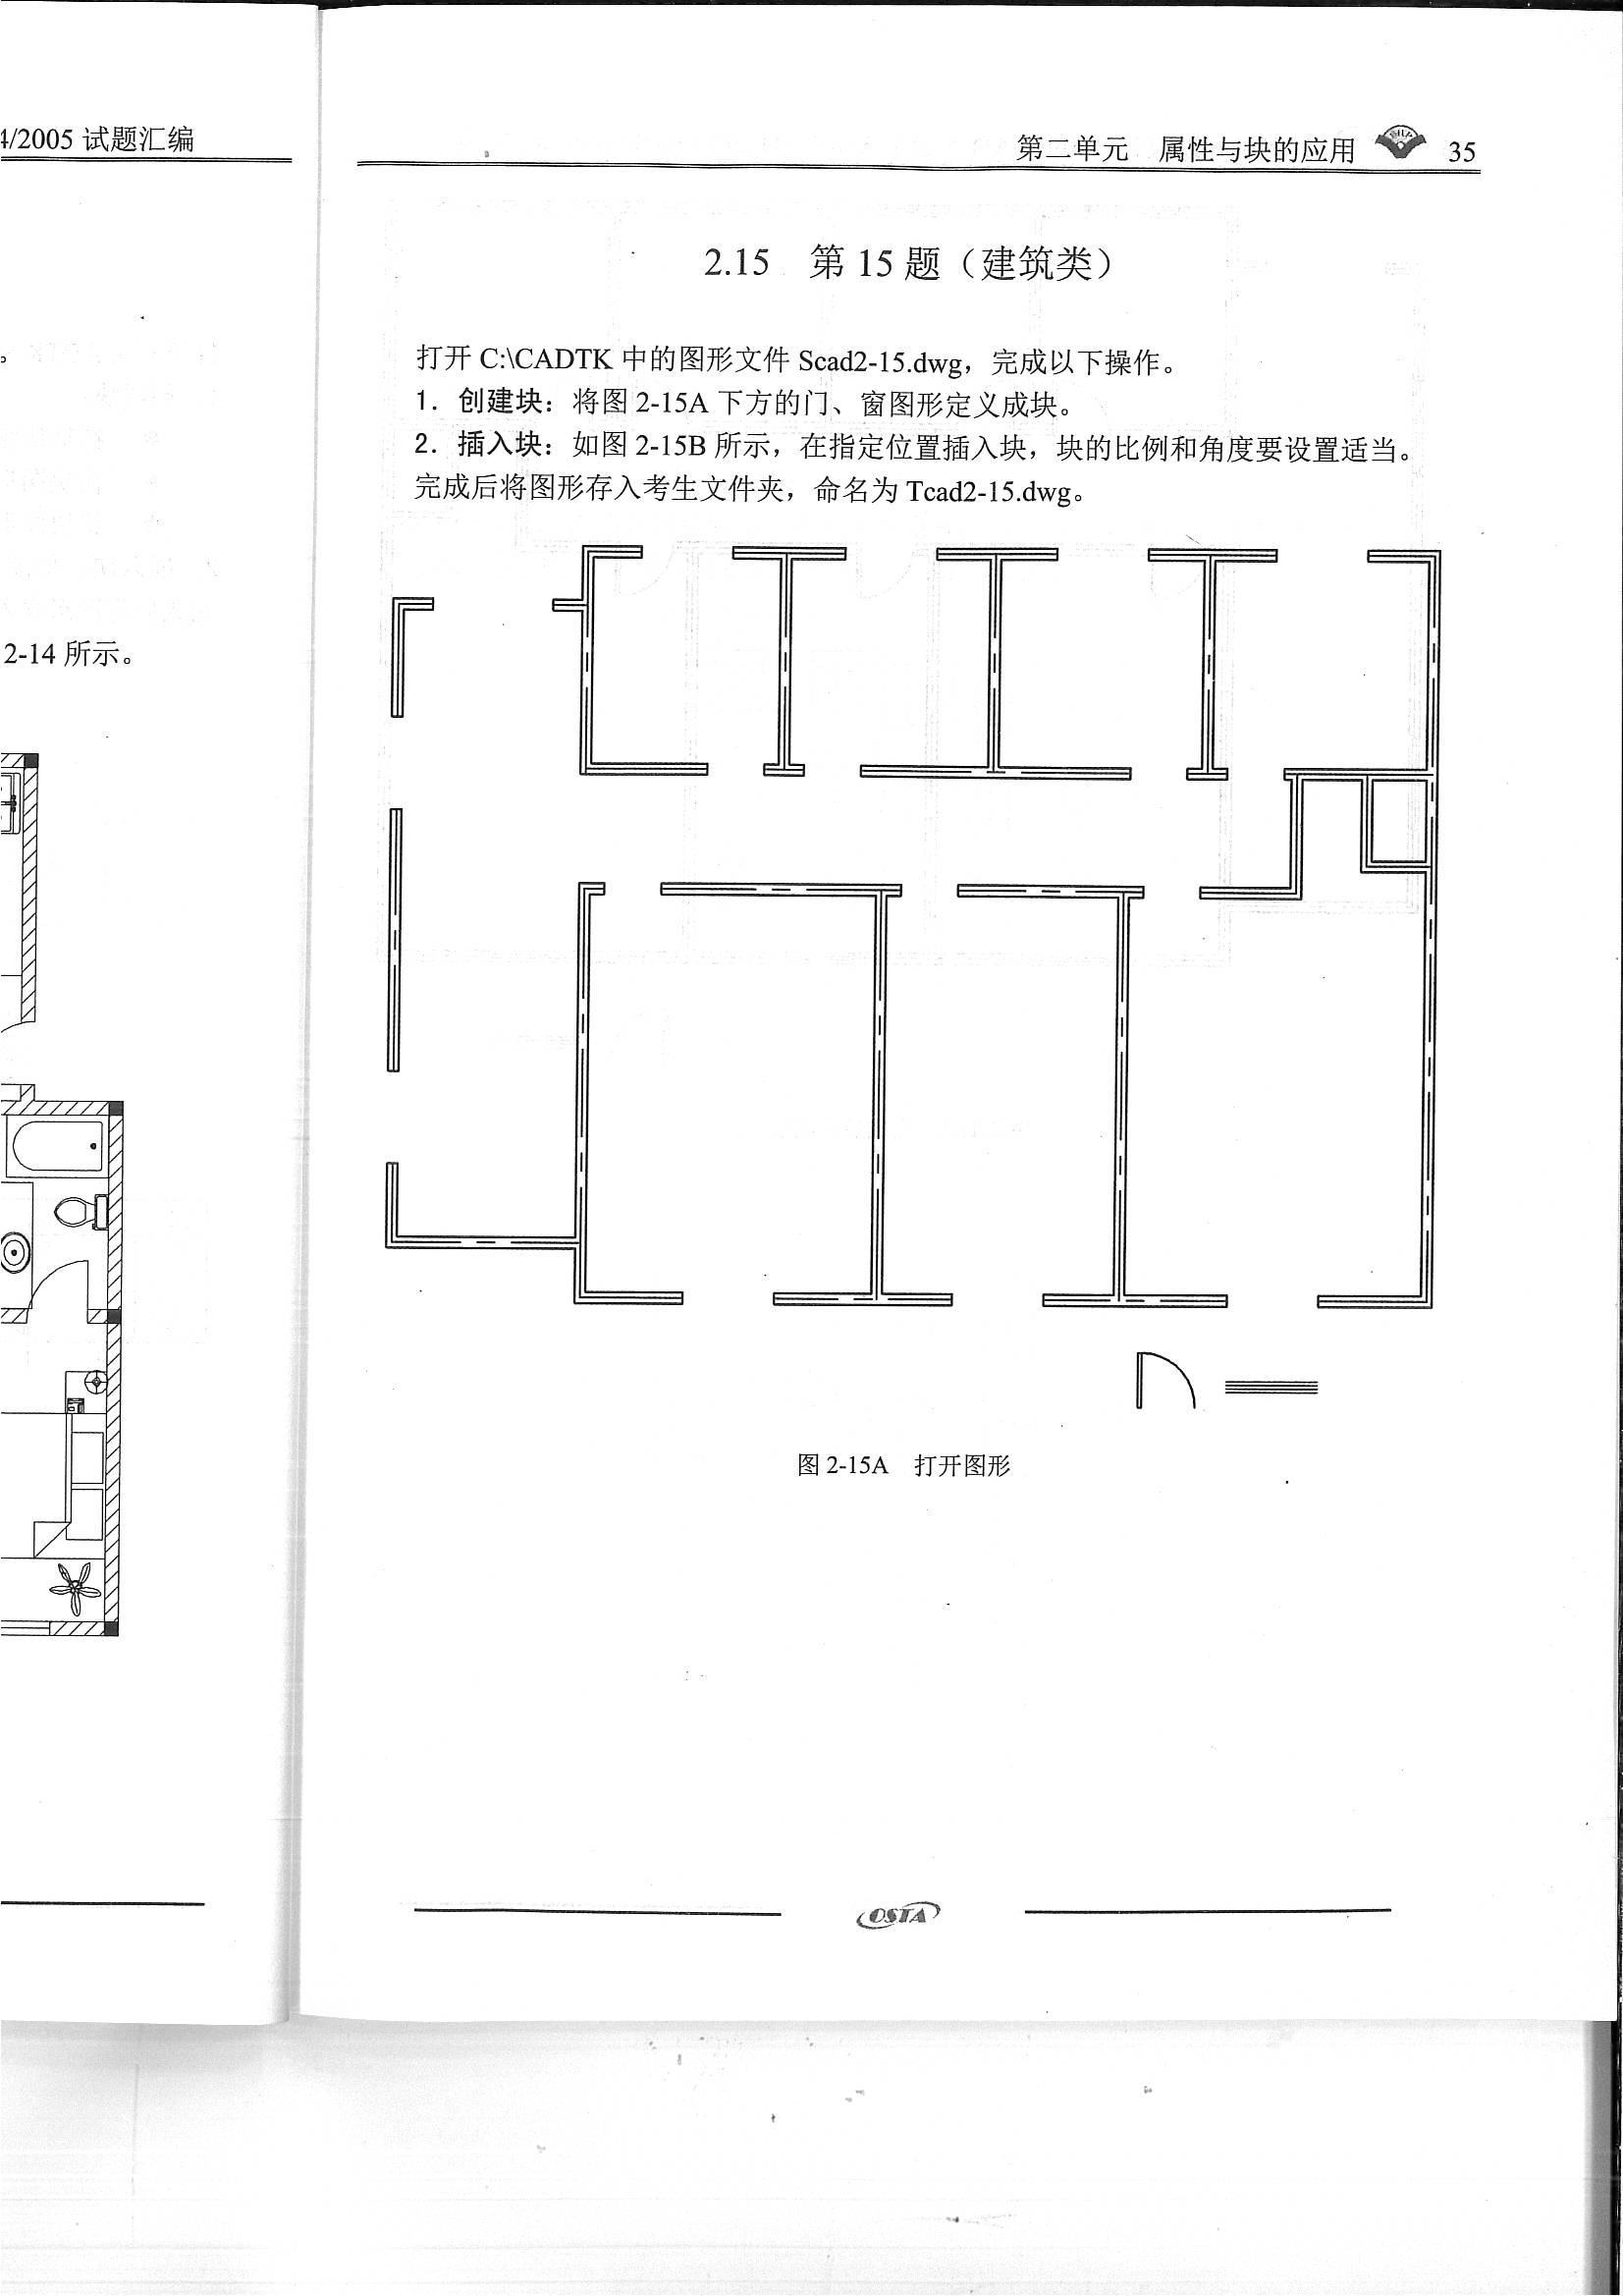 4/2005 试题汇编
2-14 所示。
第二单元 属性与块的应用 35
2.15 第 15 题（建筑类）
打开 C:\CADTK 中的图形文件 Scad2-15.dwg，完成以下操作。
1．创建块：将图 2-15A 下方的门、窗图形定义成块。
2．插入块：如图 2-15B 所示，在指定位置插入块，块的比例和角度要设置适当。
完成后将图形存入考生文件夹，命名为 Tcad2-15.dwg。
图 2-15A 打开图形
OSTA